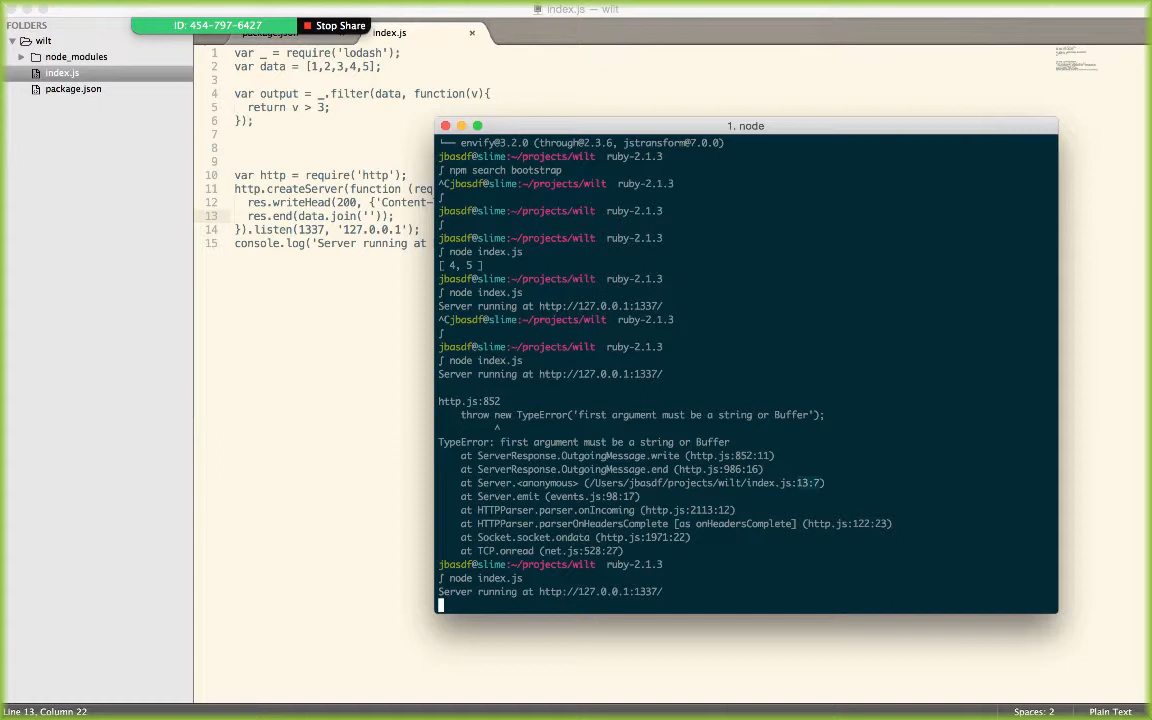 index.js — wilt
FOLDERS
wilt
node_modules
index.js
package.json
ID: 454-797-6427
Stop Share
package.json
index.js
1 var _ = require('lodash');
2 var data = [1,2,3,4,5];
3
4 var output = _.filter(data, function(v){
5 return v > 3;
6 });
7
8
9
10 var http = require('http');
11 http.createServer(function (req
12 res.writeHead(200, {'Content-
13 res.end(data.join(''));
14 }).listen(1337, '127.0.0.1');
15 console.log('Server running at
1. node
└── envify@3.2.0 (through@2.3.6, jstransform@7.0.0)
jbasdf@slime:~/projects/wilt ruby-2.1.3
∫ npm search bootstrap
^Cjbasdf@slime:~/projects/wilt ruby-2.1.3
∫
jbasdf@slime:~/projects/wilt ruby-2.1.3
∫
jbasdf@slime:~/projects/wilt ruby-2.1.3
∫ node index.js
[ 4, 5 ]
jbasdf@slime:~/projects/wilt ruby-2.1.3
∫ node index.js
Server running at http://127.0.0.1:1337/
^Cjbasdf@slime:~/projects/wilt ruby-2.1.3
∫
jbasdf@slime:~/projects/wilt ruby-2.1.3
∫ node index.js
Server running at http://127.0.0.1:1337/
http.js:852
throw new TypeError('first argument must be a string or Buffer');
^
TypeError: first argument must be a string or Buffer
at ServerResponse.OutgoingMessage.write (http.js:852:11)
at ServerResponse.OutgoingMessage.end (http.js:986:16)
at Server.<anonymous> (/Users/jbasdf/projects/wilt/index.js:13:7)
at Server.emit (events.js:98:17)
at HTTPParser.parser.onIncoming (http.js:2113:12)
at HTTPParser.parserOnHeadersComplete [as onHeadersComplete] (http.js:122:23)
at Socket.socket.ondata (http.js:1971:22)
at TCP.onread (net.js:528:27)
jbasdf@slime:~/projects/wilt ruby-2.1.3
∫ node index.js
Server running at http://127.0.0.1:1337/
Line 13, Column 22
Spaces: 2
Plain Text